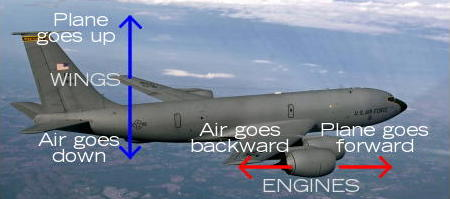 Plane
goes up
WINGS
Air goes
down
Air goes
backward
Plane goes
forward
ENGINES
U.S. AIR FORCE